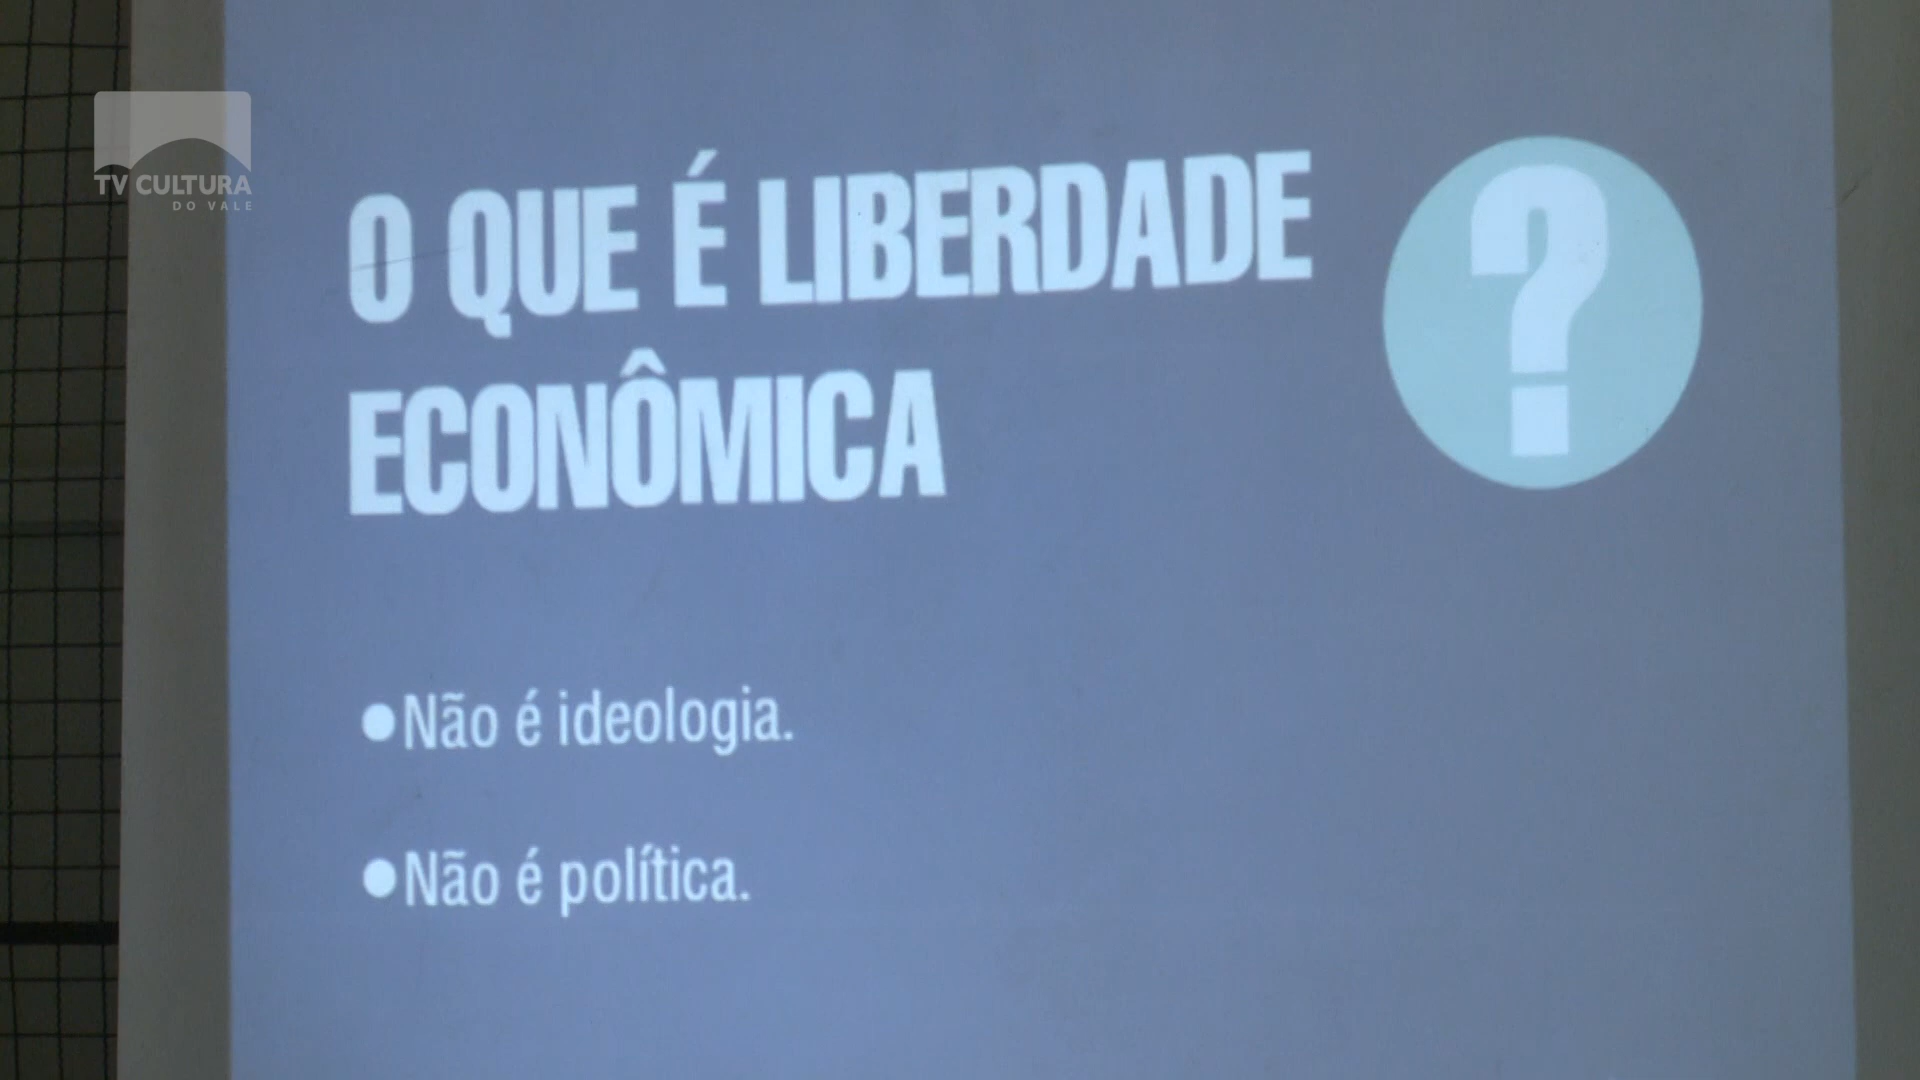 TV CULTURA
DO VALE
O QUE É LIBERDADE
ECONÔMICA
?
●Não é ideologia.
●Não é política.